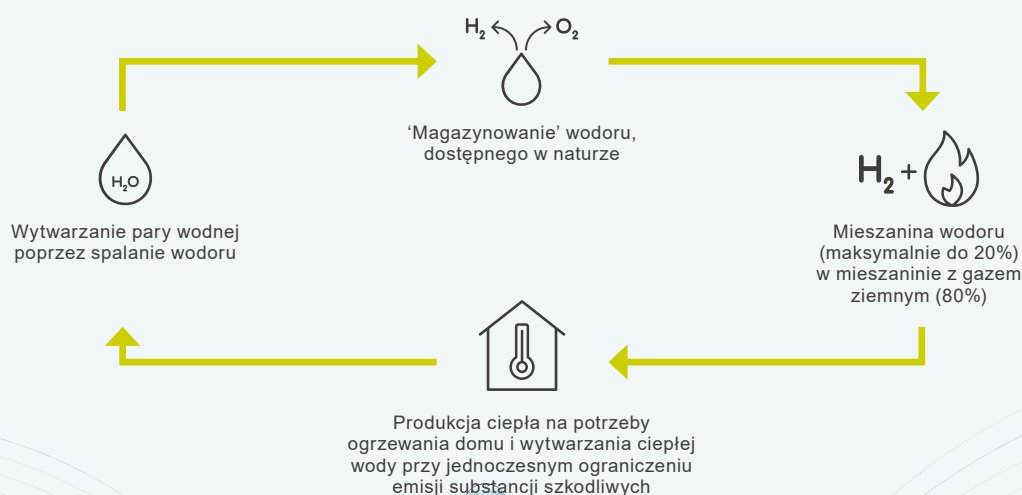 H₂ O₂
‘Magazynowanie’ wodoru,
dostępnego w naturze
H₂O
Wytwarzanie pary wodnej
poprzez spalanie wodoru
H₂ +
Mieszanina wodoru
(maksymalnie do 20%)
w mieszaninie z gazem
ziemnym (80%)
Produkcja ciepła na potrzeby
ogrzewania domu i wytwarzania ciepłej
wody przy jednoczesnym ograniczeniu
emisji substancji szkodliwych